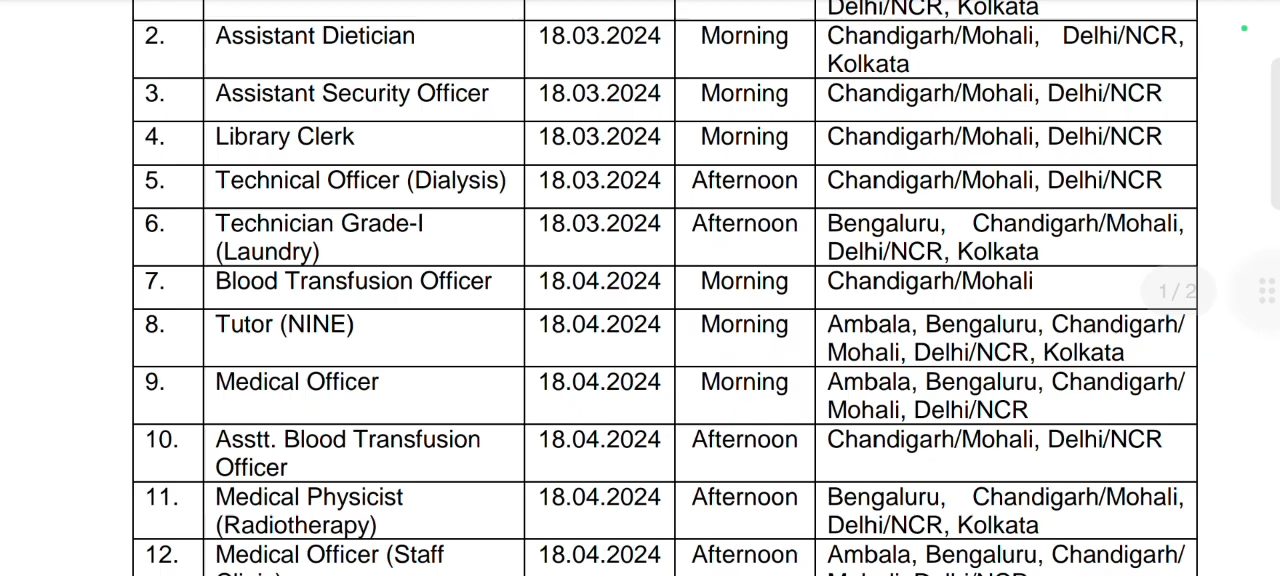 Delhi/NCR, Kolkata
2. Assistant Dietician 18.03.2024 Morning Chandigarh/Mohali, Delhi/NCR,
Kolkata
3. Assistant Security Officer 18.03.2024 Morning Chandigarh/Mohali, Delhi/NCR
4. Library Clerk 18.03.2024 Morning Chandigarh/Mohali, Delhi/NCR
5. Technical Officer (Dialysis) 18.03.2024 Afternoon Chandigarh/Mohali, Delhi/NCR
6. Technician Grade-I 18.03.2024 Afternoon Bengaluru, Chandigarh/Mohali,
(Laundry) Delhi/NCR, Kolkata
7. Blood Transfusion Officer 18.04.2024 Morning Chandigarh/Mohali
1/2
8. Tutor (NINE) 18.04.2024 Morning Ambala, Bengaluru, Chandigarh/
Mohali, Delhi/NCR, Kolkata
9. Medical Officer 18.04.2024 Morning Ambala, Bengaluru, Chandigarh/
Mohali, Delhi/NCR
10. Asstt. Blood Transfusion 18.04.2024 Afternoon Chandigarh/Mohali, Delhi/NCR
Officer
11. Medical Physicist 18.04.2024 Afternoon Bengaluru, Chandigarh/Mohali,
(Radiotherapy) Delhi/NCR, Kolkata
12. Medical Officer (Staff 18.04.2024 Afternoon Ambala, Bengaluru, Chandigarh/